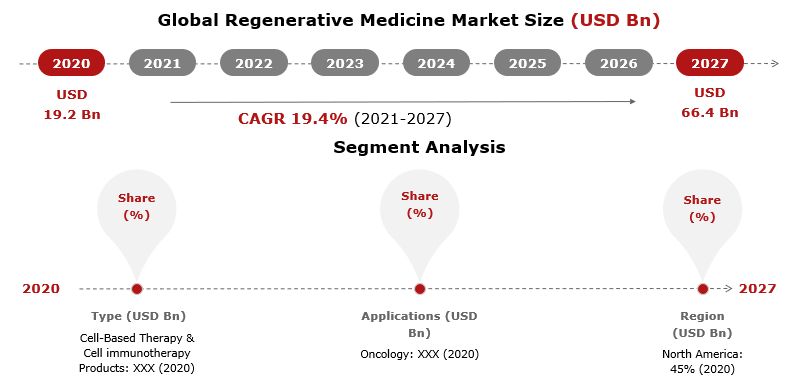 Global Regenerative Medicine Market Size (USD Bn)
2020 2021 2022 2023 2024 2025 2026 2027
USD
19.2 Bn
USD
66.4 Bn
CAGR 19.4% (2021-2027)
Segment Analysis
Share
(%)
Share
(%)
Share
(%)
2020
2027
Type (USD Bn)
Cell-Based Therapy &
Cell immunotherapy
Products: XXX (2020)
Applications (USD
Bn)
Oncology: XXX (2020)
Region
(USD Bn)
North America:
45% (2020)